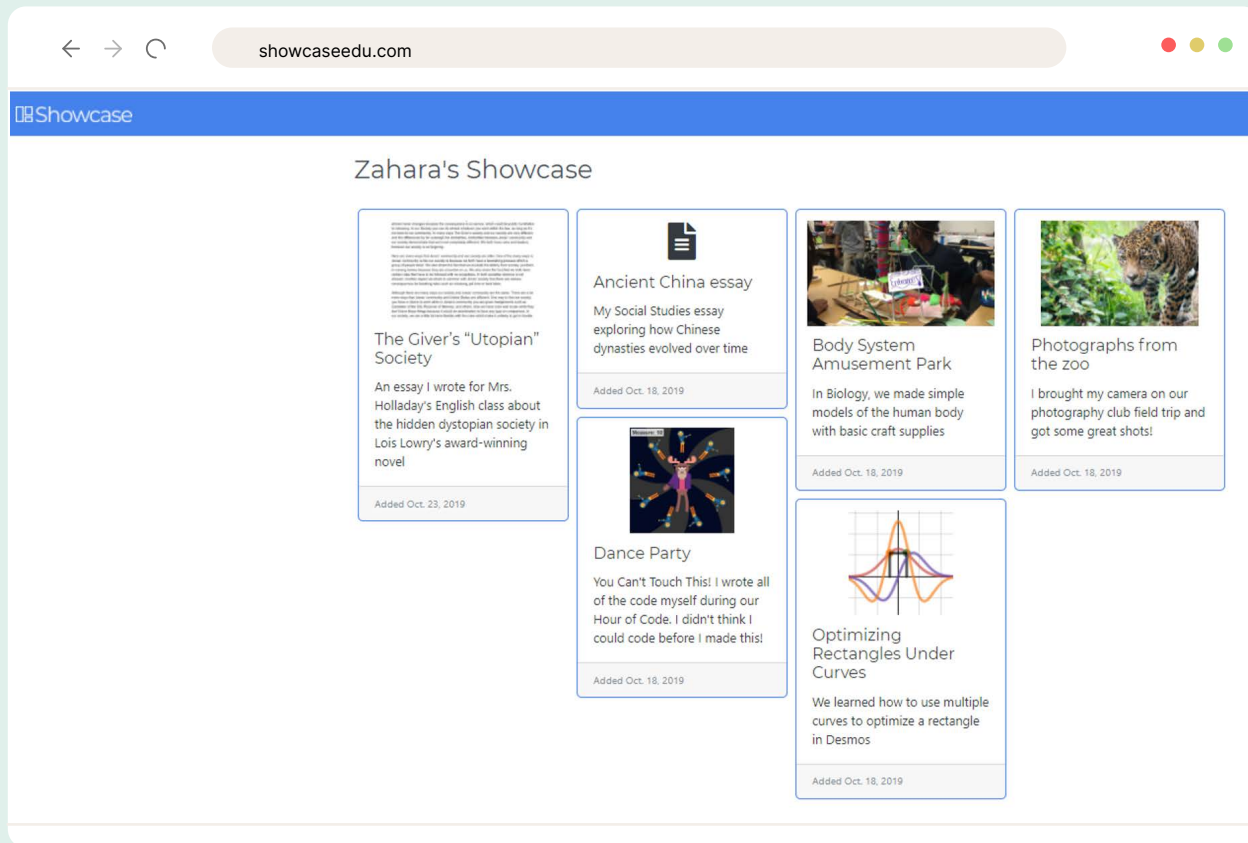 showcaseedu.com
Showcase
Zahara's Showcase
The Giver's “Utopian”
Society
An essay I wrote for Mrs.
Holladay's English class about
the hidden dystopian society in
Lois Lowry's award-winning
novel
Added Oct. 23, 2019
Ancient China essay
My Social Studies essay
exploring how Chinese
dynasties evolved over time
Added Oct. 18, 2019
Dance Party
You Can't Touch This! I wrote all
of the code myself during our
Hour of Code. I didn't think I
could code before I made this!
Added Oct. 18, 2019
Body System
Amusement Park
In Biology, we made simple
models of the human body
with basic craft supplies
Added Oct. 18, 2019
Optimizing
Rectangles Under
Curves
We learned how to use multiple
curves to optimize a rectangle
in Desmos
Added Oct. 18, 2019
Photographs from
the zoo
I brought my camera on our
photography club field trip and
got some great shots!
Added Oct. 18, 2019